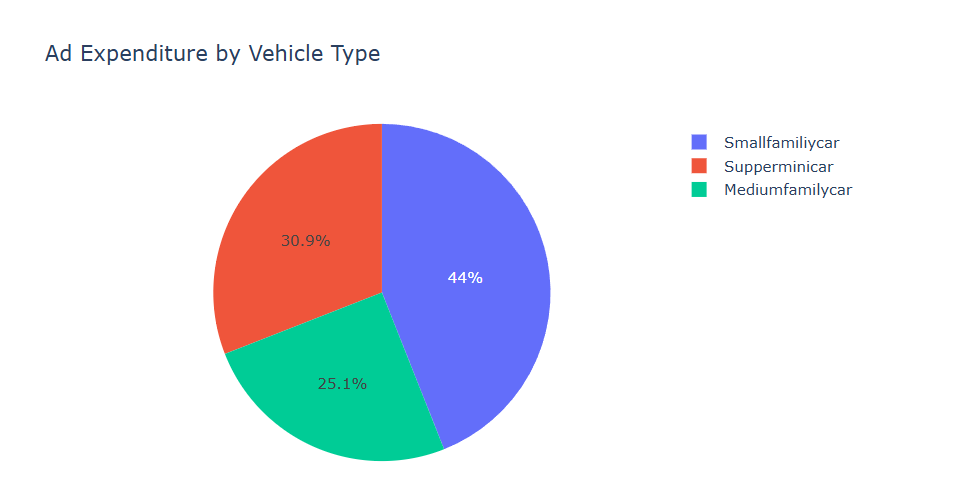 Ad Expenditure by Vehicle Type
Smallfamiliycar
Supperminicar
Mediumfamilycar
30.9%
44%
25.1%